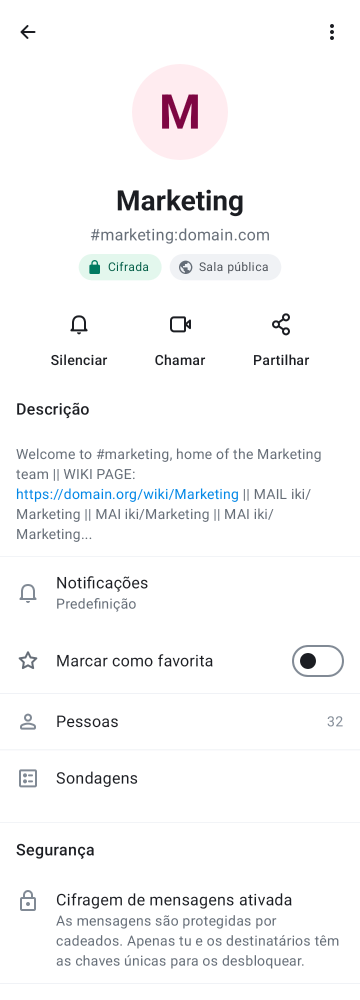 M
Marketing
#marketing:domain.com
Cifrada
Sala pública
Silenciar
Chamar
Partilhar
Descrição
Welcome to #marketing, home of the Marketing
team || WIKI PAGE:
https://domain.org/wiki/Marketing || MAIL iki/
Marketing || MAI iki/Marketing || MAI iki/
Marketing...
Notificações
Predefinição
Marcar como favorita
Pessoas
32
Sondagens
Segurança
Cifragem de mensagens ativada
As mensagens são protegidas por
cadeados. Apenas tu e os destinatários têm
as chaves únicas para os desbloquear.